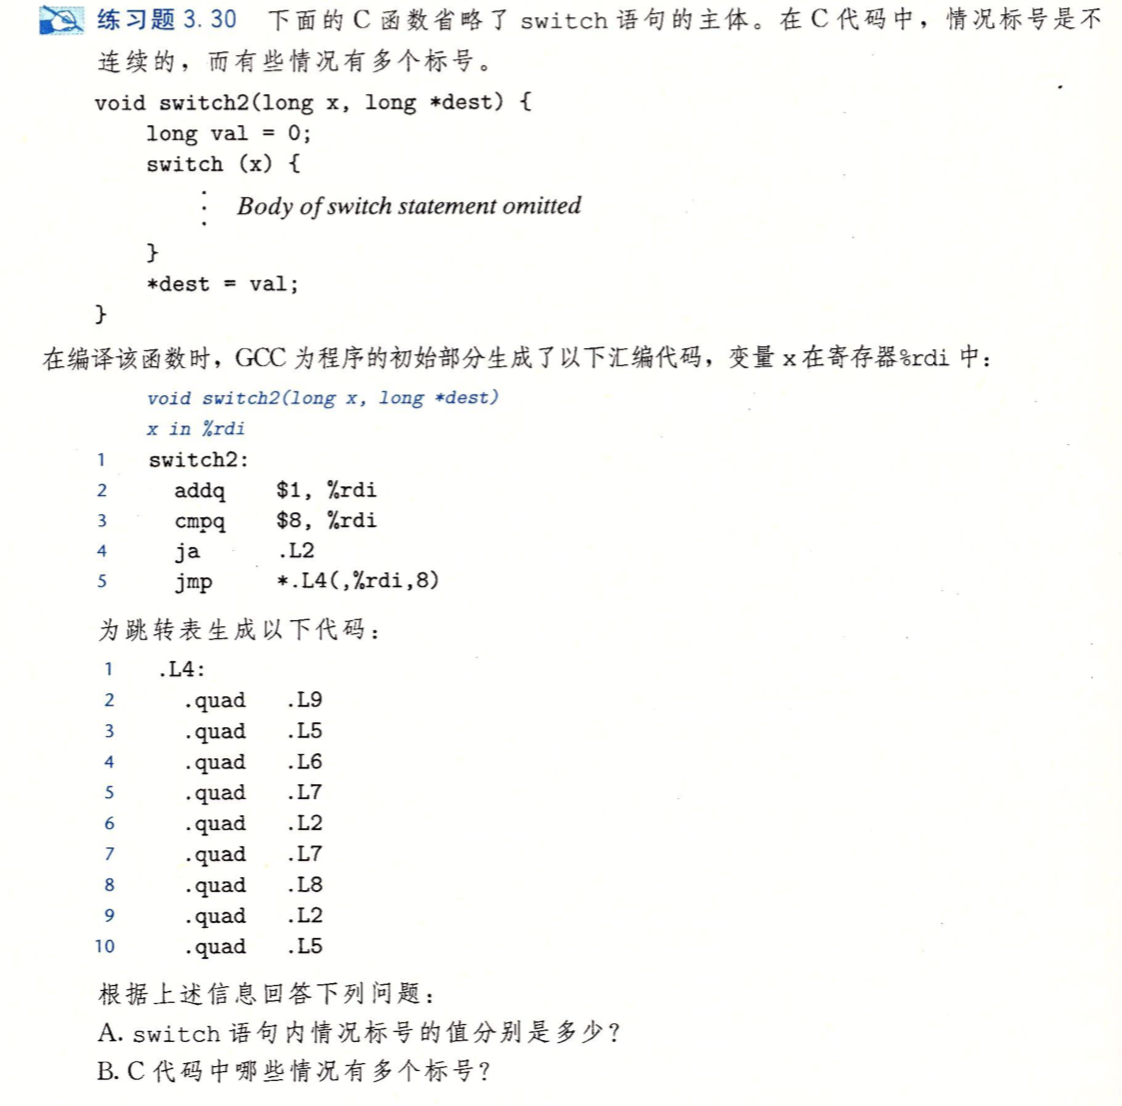 练习题 3.30 下面的 C 函数省略了 switch 语句的主体。在 C 代码中，情况标号是不
连续的，而有些情况有多个标号。
void switch2(long x, long *dest) {
long val = 0;
switch (x) {
⋮ Body of switch statement omitted
}
*dest = val;
}
在编译该函数时，GCC 为程序的初始部分生成了以下汇编代码，变量 x 在寄存器%rdi 中：
void switch2(long x, long *dest)
x in %rdi
1 switch2:
2 addq $1, %rdi
3 cmpq $8, %rdi
4 ja .L2
5 jmp *.L4(,%rdi,8)
为跳转表生成以下代码：
1 .L4:
2 .quad .L9
3 .quad .L5
4 .quad .L6
5 .quad .L7
6 .quad .L2
7 .quad .L7
8 .quad .L8
9 .quad .L2
10 .quad .L5
根据上述信息回答下列问题：
A. switch 语句内情况标号的值分别是多少？
B. C 代码中哪些情况有多个标号？